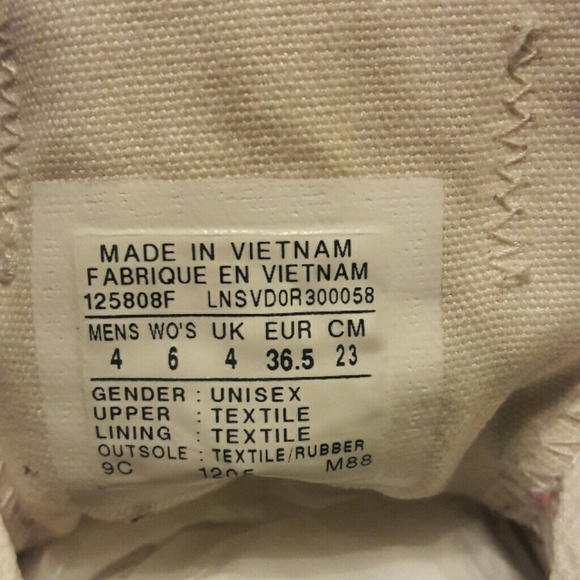 MADE IN VIETNAM
FABRIQUE EN VIETNAM
125808F LNSVD0R300058
MENS WO'S UK EUR CM
4 6 4 36.5 23
GENDER : UNISEX
UPPER : TEXTILE
LINING : TEXTILE
OUTSOLE : TEXTILE/RUBBER
9C M88